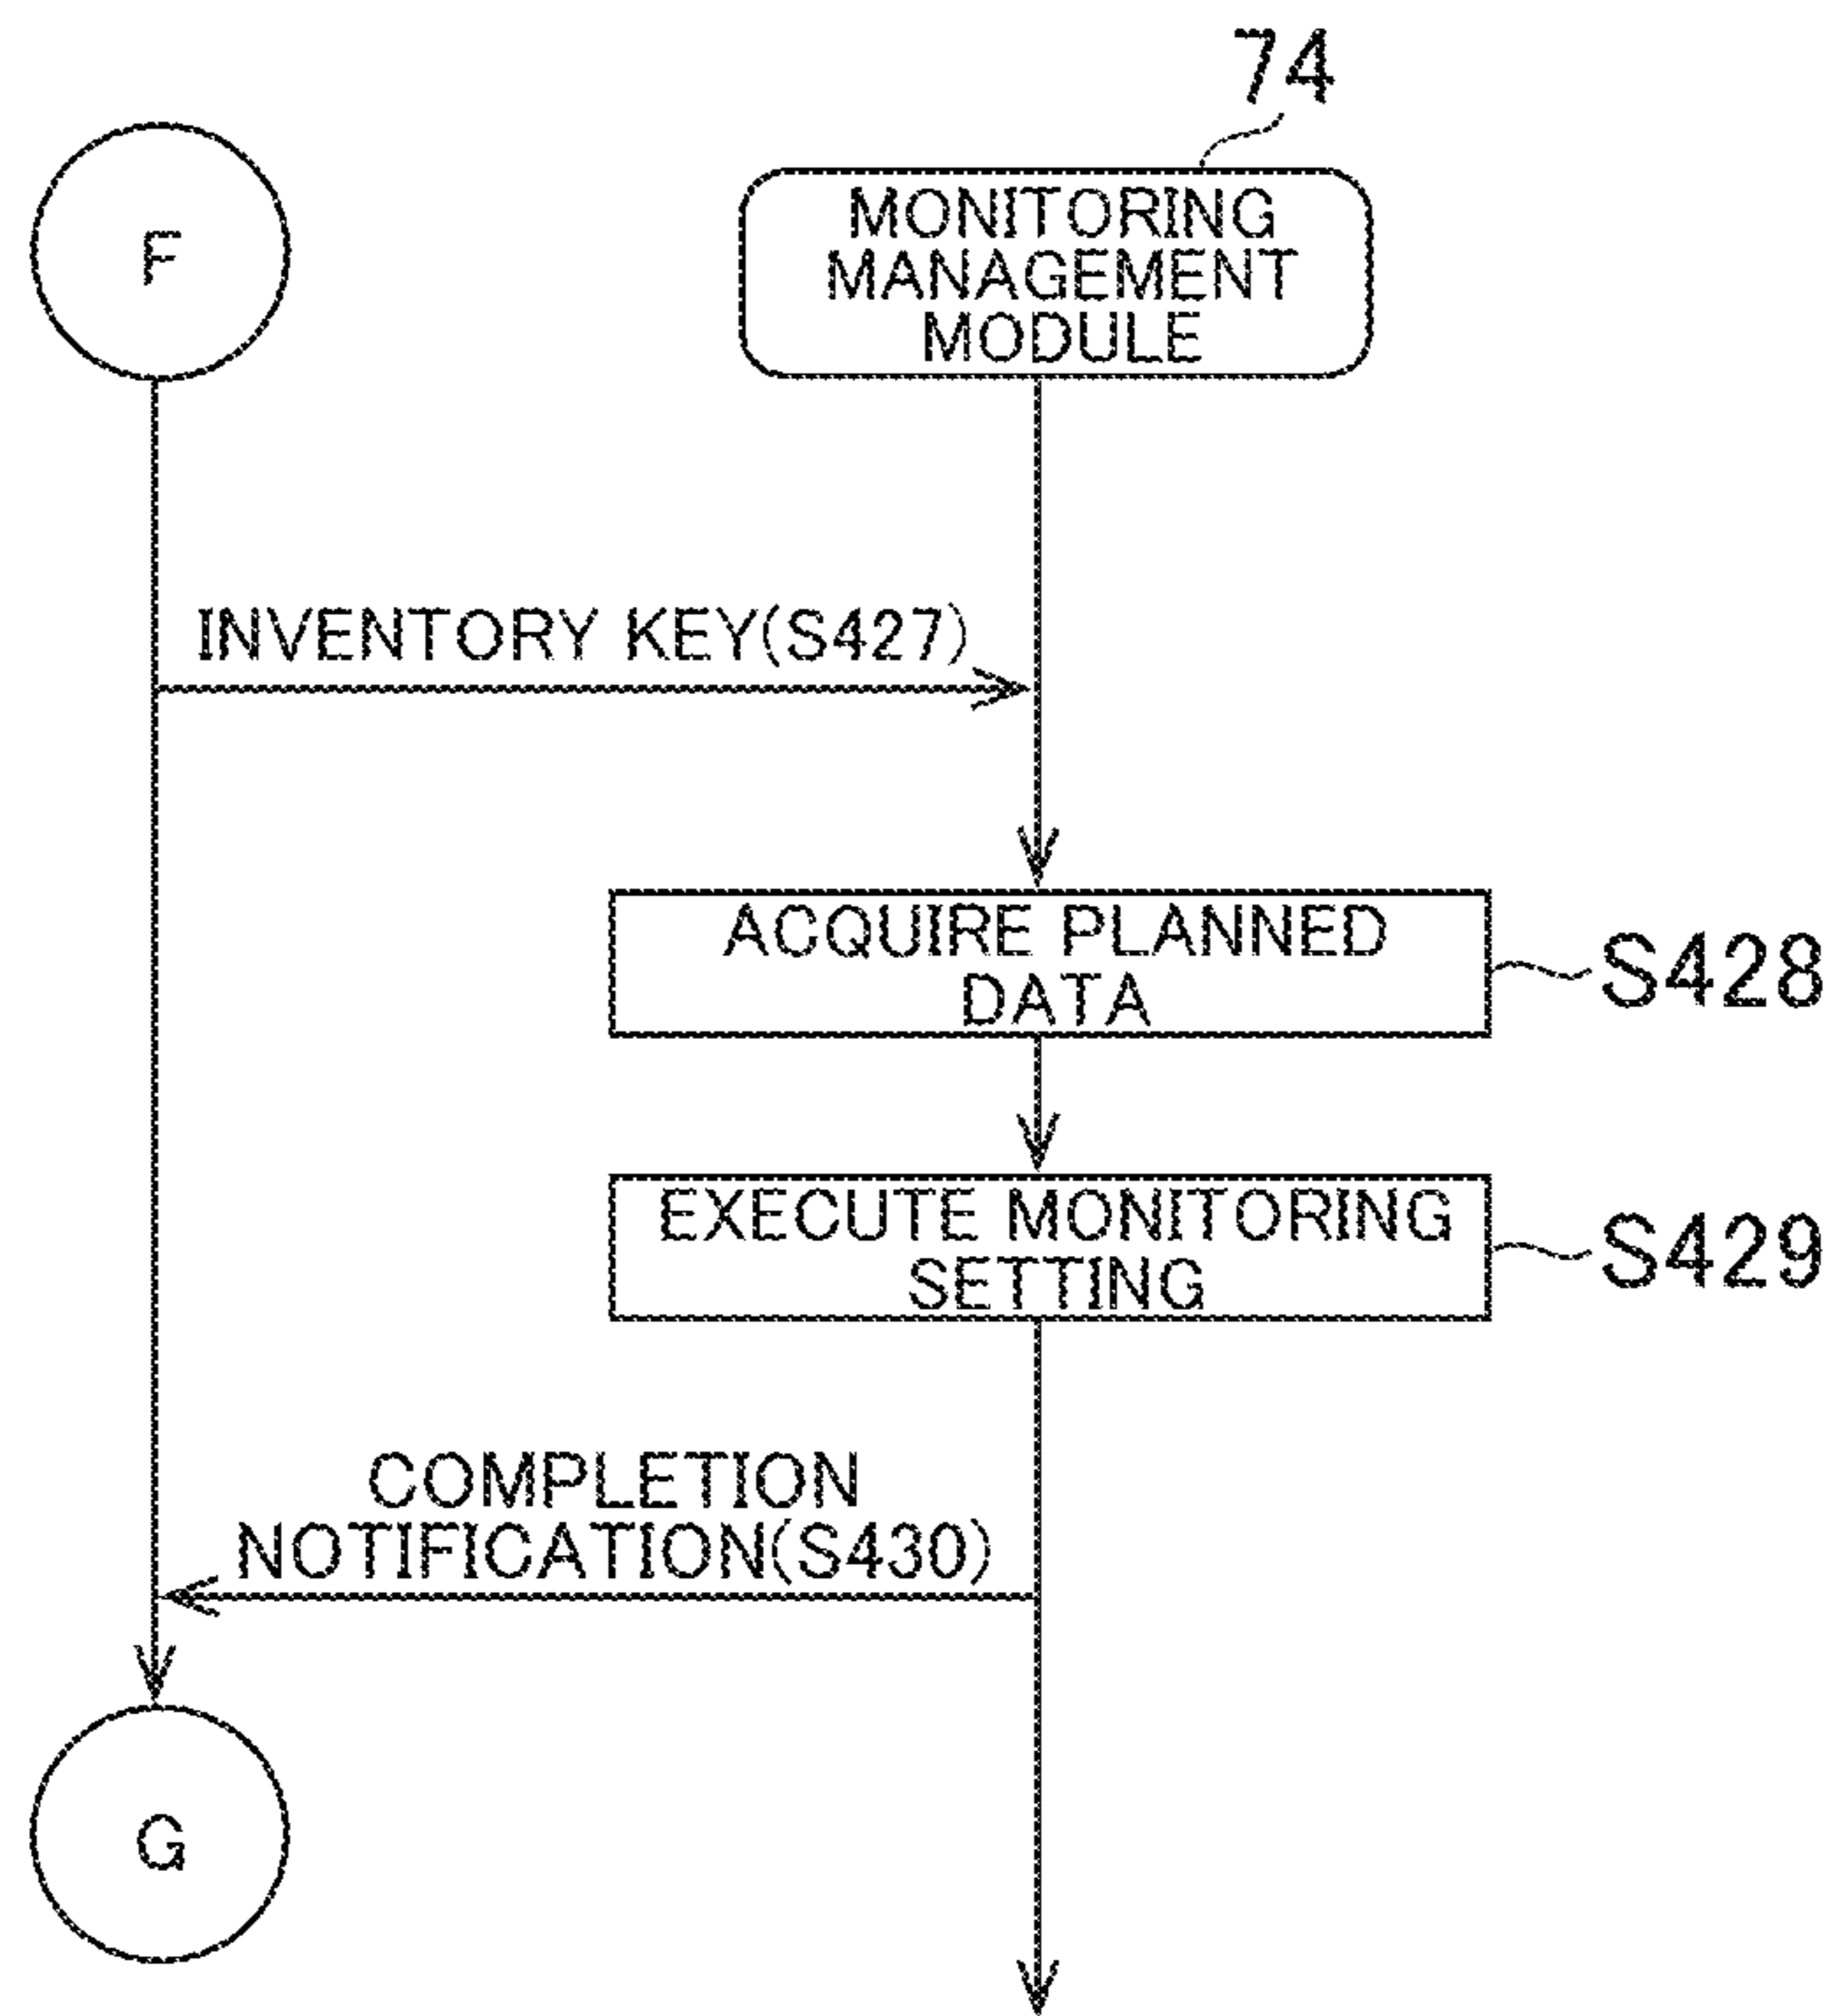 74
F
MONITORING
MANAGEMENT
MODULE
INVENTORY KEY(S427)
ACQUIRE PLANNED
DATA
S428
EXECUTE MONITORING
SETTING
S429
COMPLETION
NOTIFICATION(S430)
G